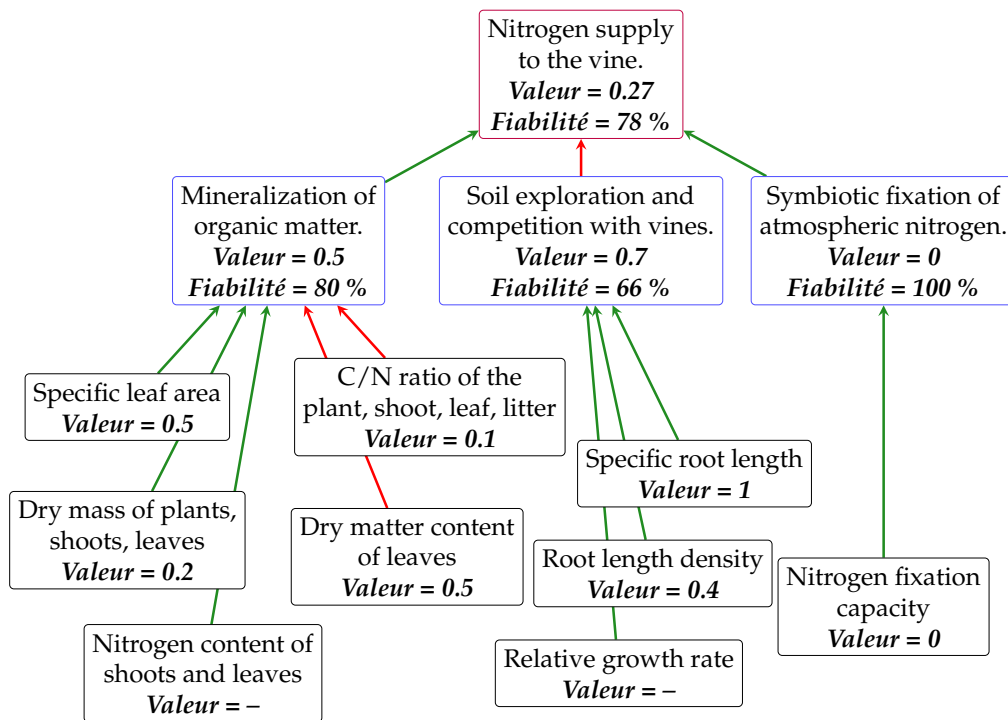 Nitrogen supply
to the vine.
Valeur = 0.27
Fiabilité = 78 %
Mineralization of
organic matter.
Valeur = 0.5
Fiabilité = 80 %
Soil exploration and
competition with vines.
Valeur = 0.7
Fiabilité = 66 %
Symbiotic fixation of
atmospheric nitrogen.
Valeur = 0
Fiabilité = 100 %
Specific leaf area
Valeur = 0.5
C/N ratio of the
plant, shoot, leaf, litter
Valeur = 0.1
Specific root length
Valeur = 1
Dry mass of plants,
shoots, leaves
Valeur = 0.2
Dry matter content
of leaves
Valeur = 0.5
Root length density
Valeur = 0.4
Nitrogen fixation
capacity
Valeur = 0
Nitrogen content of
shoots and leaves
Valeur = –
Relative growth rate
Valeur = –